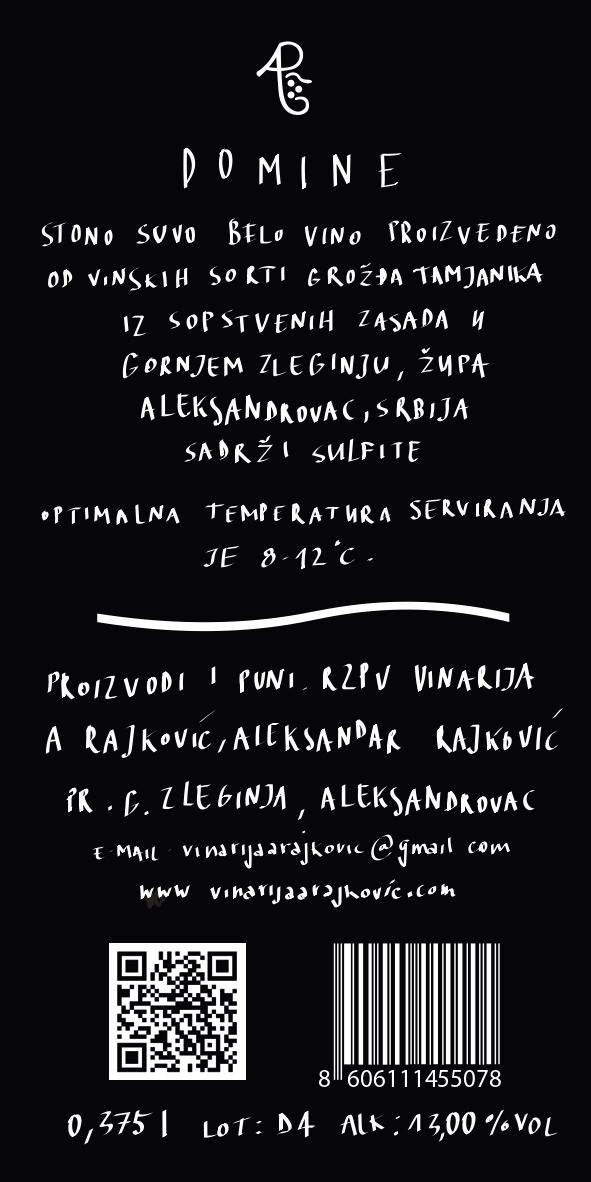 DOMINE
STONO SUVO BELO VINO PROIZVEDENO
OD VINSKIH SORTI GROŽĐA TAMJANIKA
IZ SOPSTVENIH ZASADA U
GORNJEM ZLEGINJU, ŽUPA
ALEKSANDROVAC, SRBIJA
SADRŽI SULFITE
OPTIMALNA TEMPERATURA SERVIRANJA
JE 8-12°C.
PROIZVODI I PUNI. RZPV VINARIJA
A RAJKOVIĆ, ALEKSANDAR RAJKOVIĆ
PR. G. ZLEGINJA, ALEKSANDROVAC
E-MAIL vinarijaarajkovic@gmail com
www vinarijaarajkovic.com
8 606111455078
0,375 l LOT: D4 ALK: 13,00 %VOL